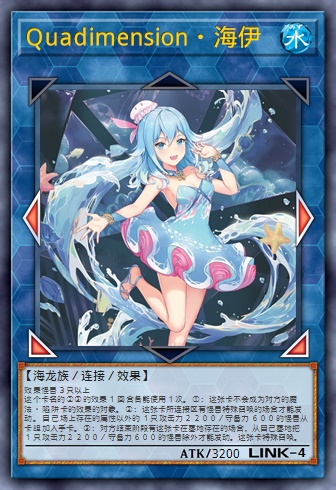 Quadimension・海伊
水
【海龙族／连接／效果】
效果怪兽3只以上
这个卡名的①②的效果1回合各能使用1次。①：这张卡不会成为对方的魔
法·陷阱卡的效果的对象。②：这张卡所连接区有怪兽特殊召唤的场合才能发
动。自己场上存在的属性以外的1只攻击力2200／守备力600的怪兽从
卡组加入手卡。③：对方结束阶段有这张卡在墓地存在的场合，从自己墓地把
1只攻击力2200／守备力600的怪兽除外才能发动。这张卡特殊召唤。
ATK/3200 LINK-4